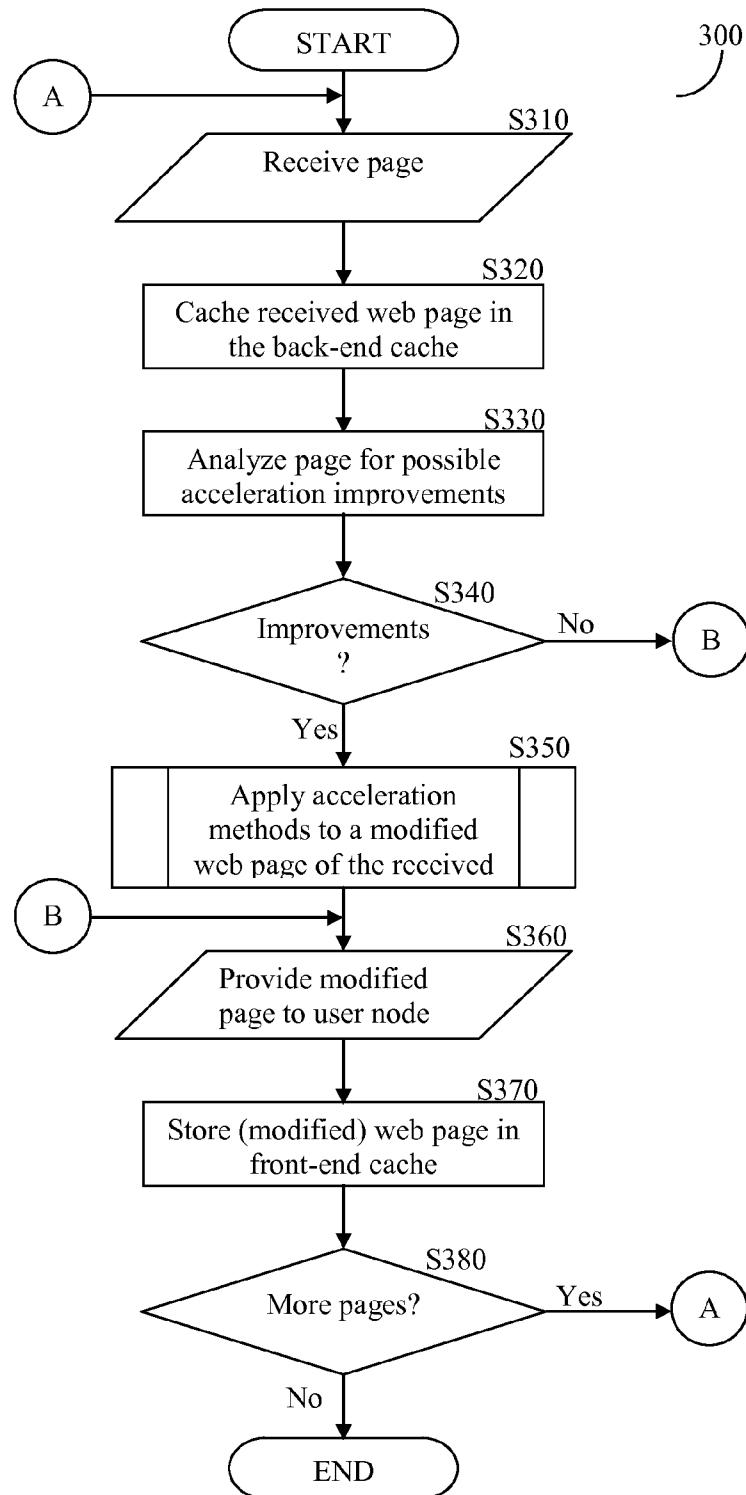 START
300
A
S310
Receive page
S320
Cache received web page in
the back-end cache
S330
Analyze page for possible
acceleration improvements
S340
Improvements
?
No
B
Yes
S350
Apply acceleration
methods to a modified
web page of the received
B
S360
Provide modified
page to user node
S370
Store (modified) web page in
front-end cache
S380
More pages?
Yes
A
No
END